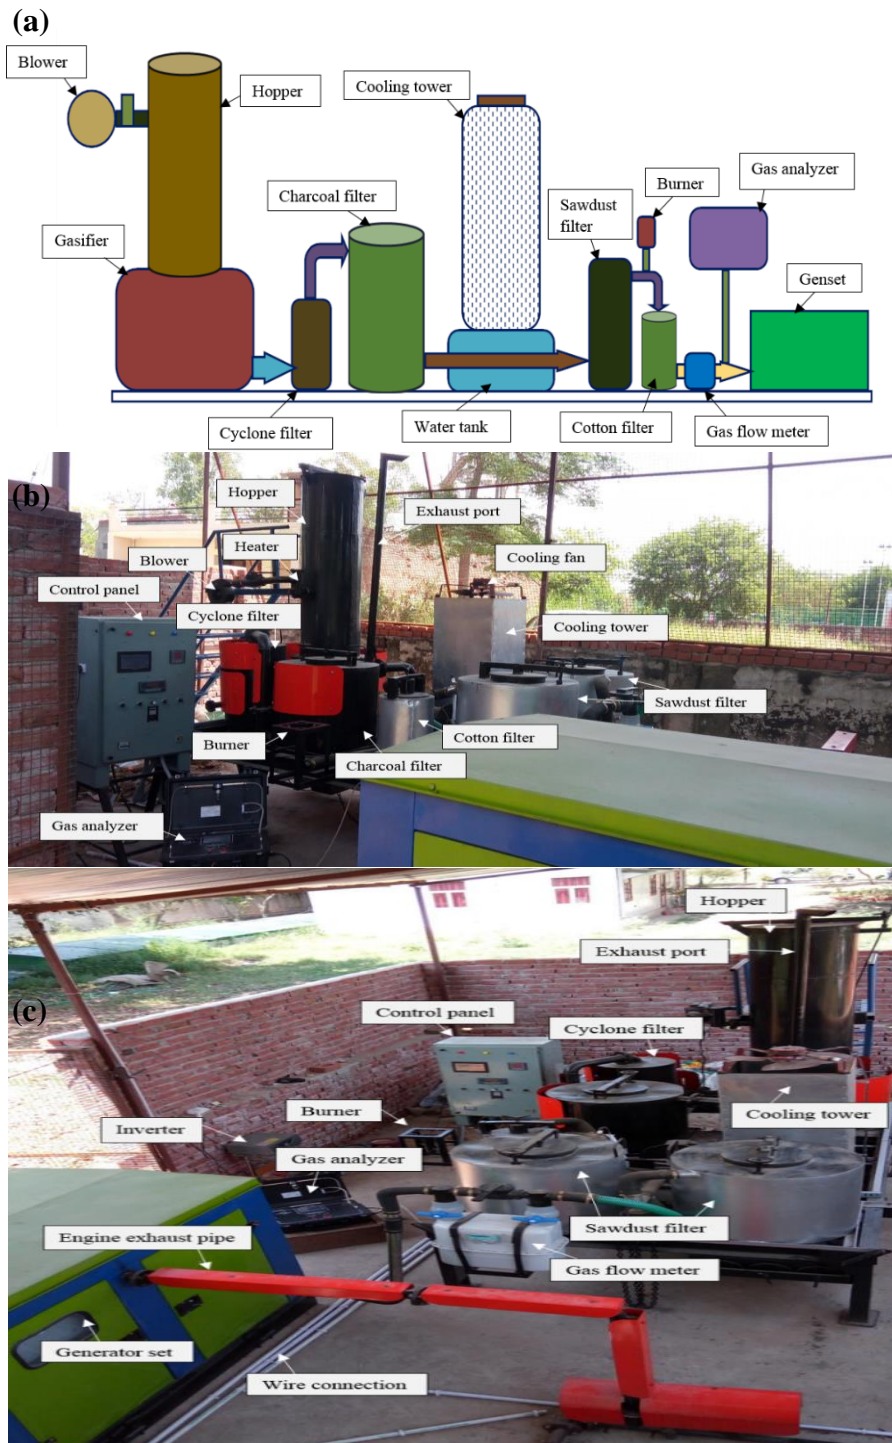 (a)
Blower
Hopper
Cooling tower
Gas analyzer
Burner
Charcoal filter
Sawdust
filter
Gasifier
Genset
Cyclone filter
Water tank
Cotton filter
Gas flow meter
(b)
Hopper
Exhaust port
Heater
Blower
Cooling fan
Control panel
Cyclone filter
Cooling tower
Sawdust filter
Burner
Cotton filter
Charcoal filter
Gas analyzer
Hopper
Exhaust port
(c)
Control panel
Cyclone filter
Burner
Cooling tower
Inverter
Gas analyzer
Sawdust filter
Engine exhaust pipe
Gas flow meter
Generator set
Wire connection